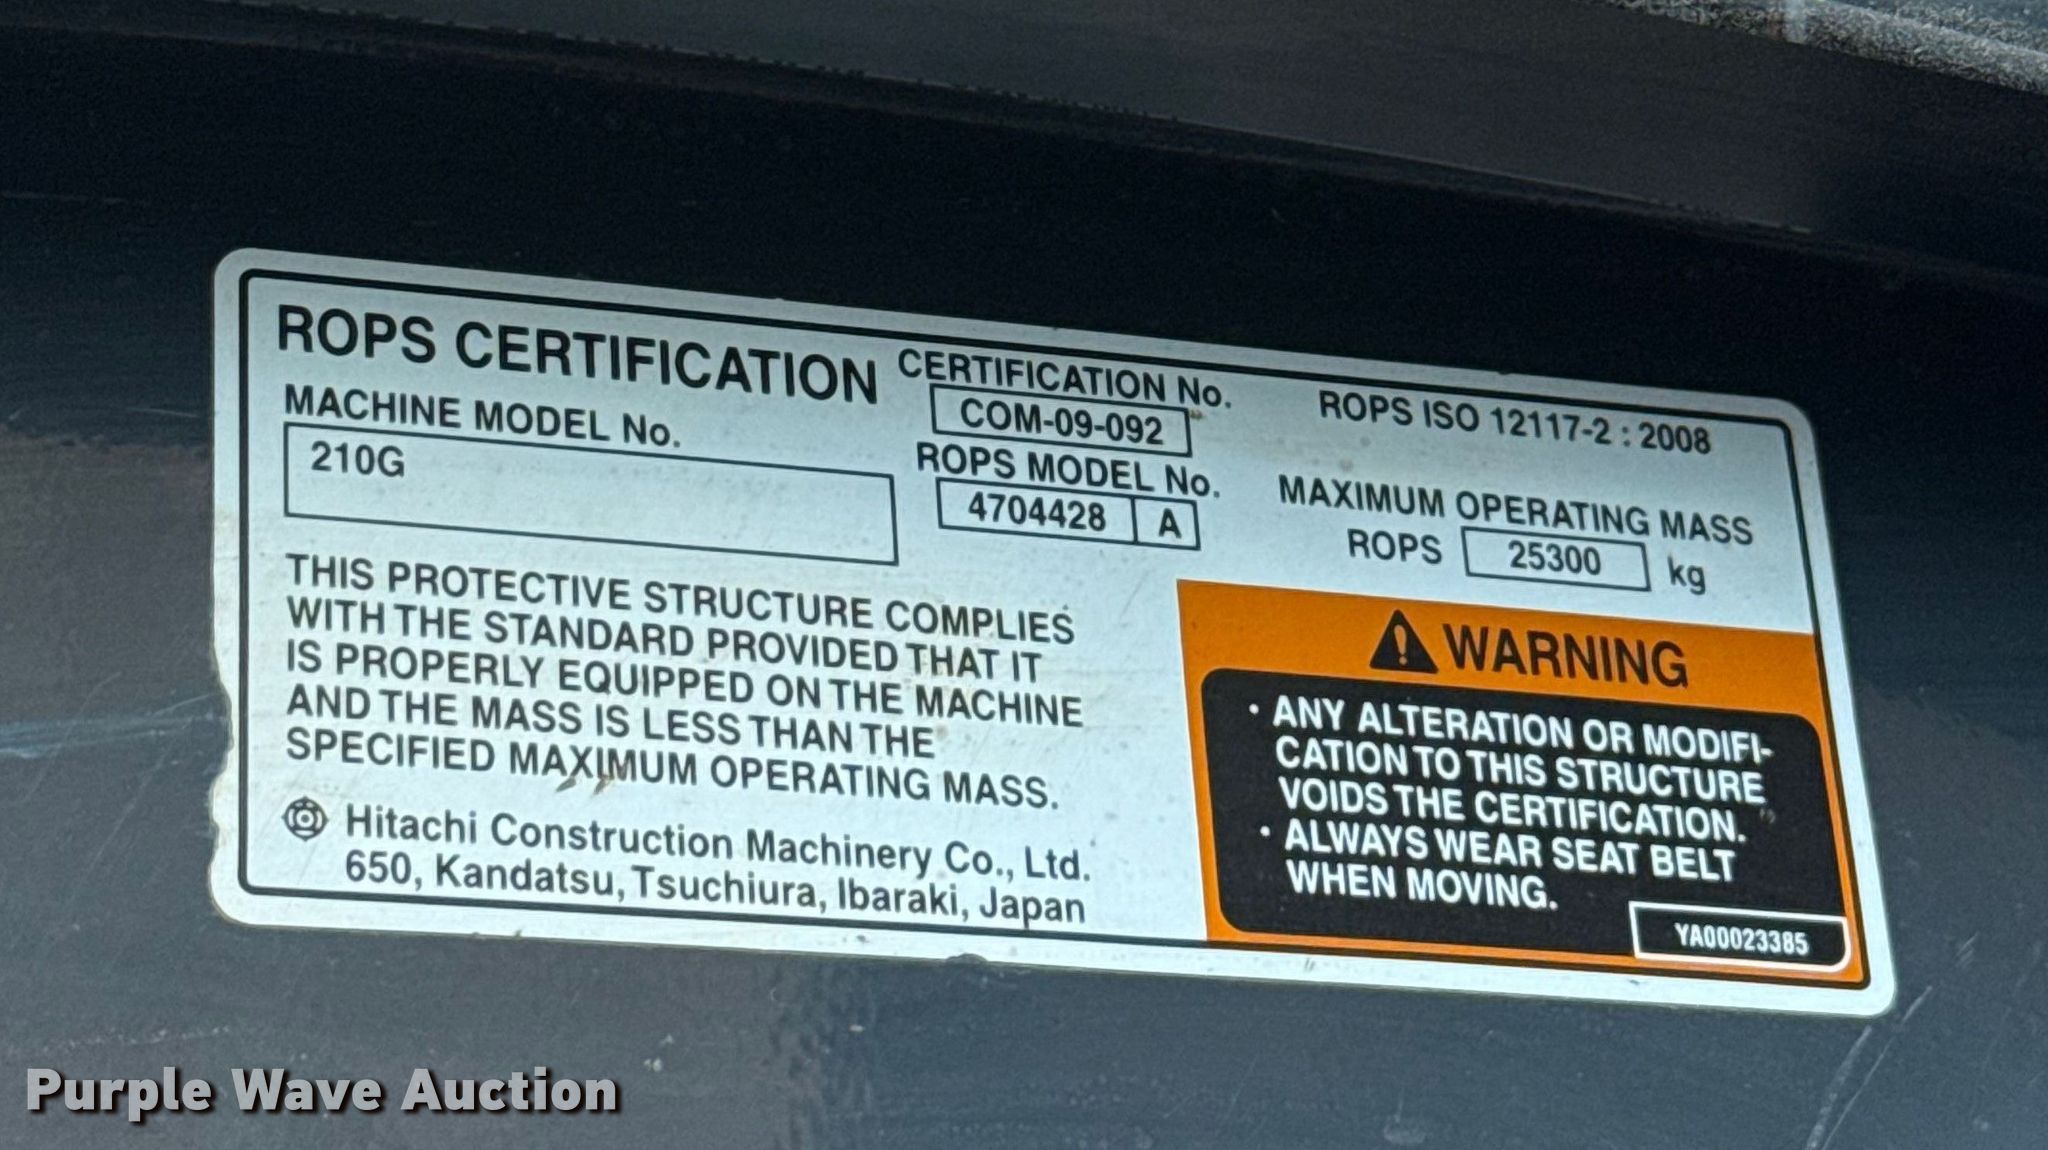 ROPS CERTIFICATION
CERTIFICATION No.
COM-09-092
ROPS ISO 12117-2 : 2008
MACHINE MODEL No.
210G
ROPS MODEL No.
4704428 A
MAXIMUM OPERATING MASS
ROPS 25300 kg
THIS PROTECTIVE STRUCTURE COMPLIES
WITH THE STANDARD PROVIDED THAT IT
IS PROPERLY EQUIPPED ON THE MACHINE
AND THE MASS IS LESS THAN THE
SPECIFIED MAXIMUM OPERATING MASS.
Hitachi Construction Machinery Co., Ltd.
650, Kandatsu, Tsuchiura, Ibaraki, Japan
WARNING
· ANY ALTERATION OR MODIFI-
CATION TO THIS STRUCTURE
VOIDS THE CERTIFICATION.
· ALWAYS WEAR SEAT BELT
WHEN MOVING.
YA00023385
Purple Wave Auction